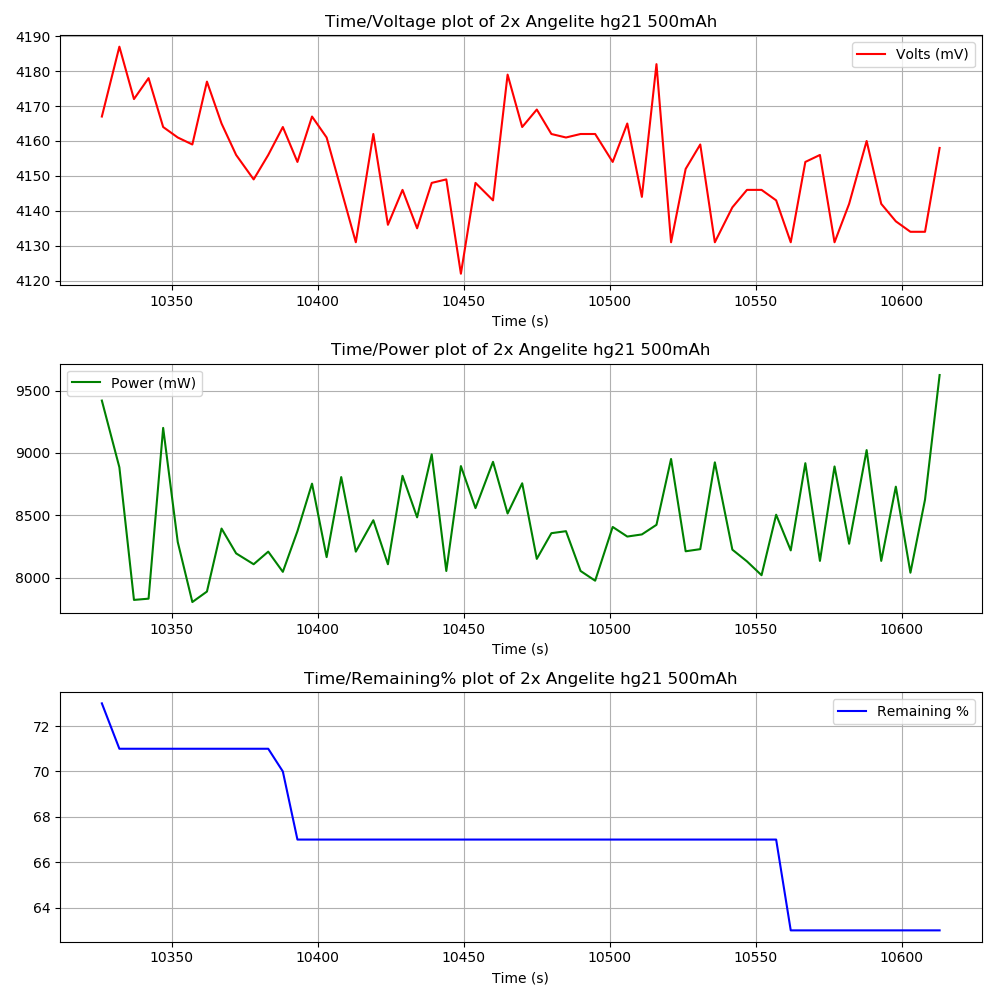 Time/Voltage plot of 2x Angelite hg21 500mAh
4190
4180
4170
4160
4150
4140
4130
4120
Volts (mV)
10350 10400 10450 10500 10550 10600
Time (s)
Time/Power plot of 2x Angelite hg21 500mAh
Power (mW)
9500
9000
8500
8000
10350 10400 10450 10500 10550 10600
Time (s)
Time/Remaining% plot of 2x Angelite hg21 500mAh
Remaining %
72
70
68
66
64
10350 10400 10450 10500 10550 10600
Time (s)